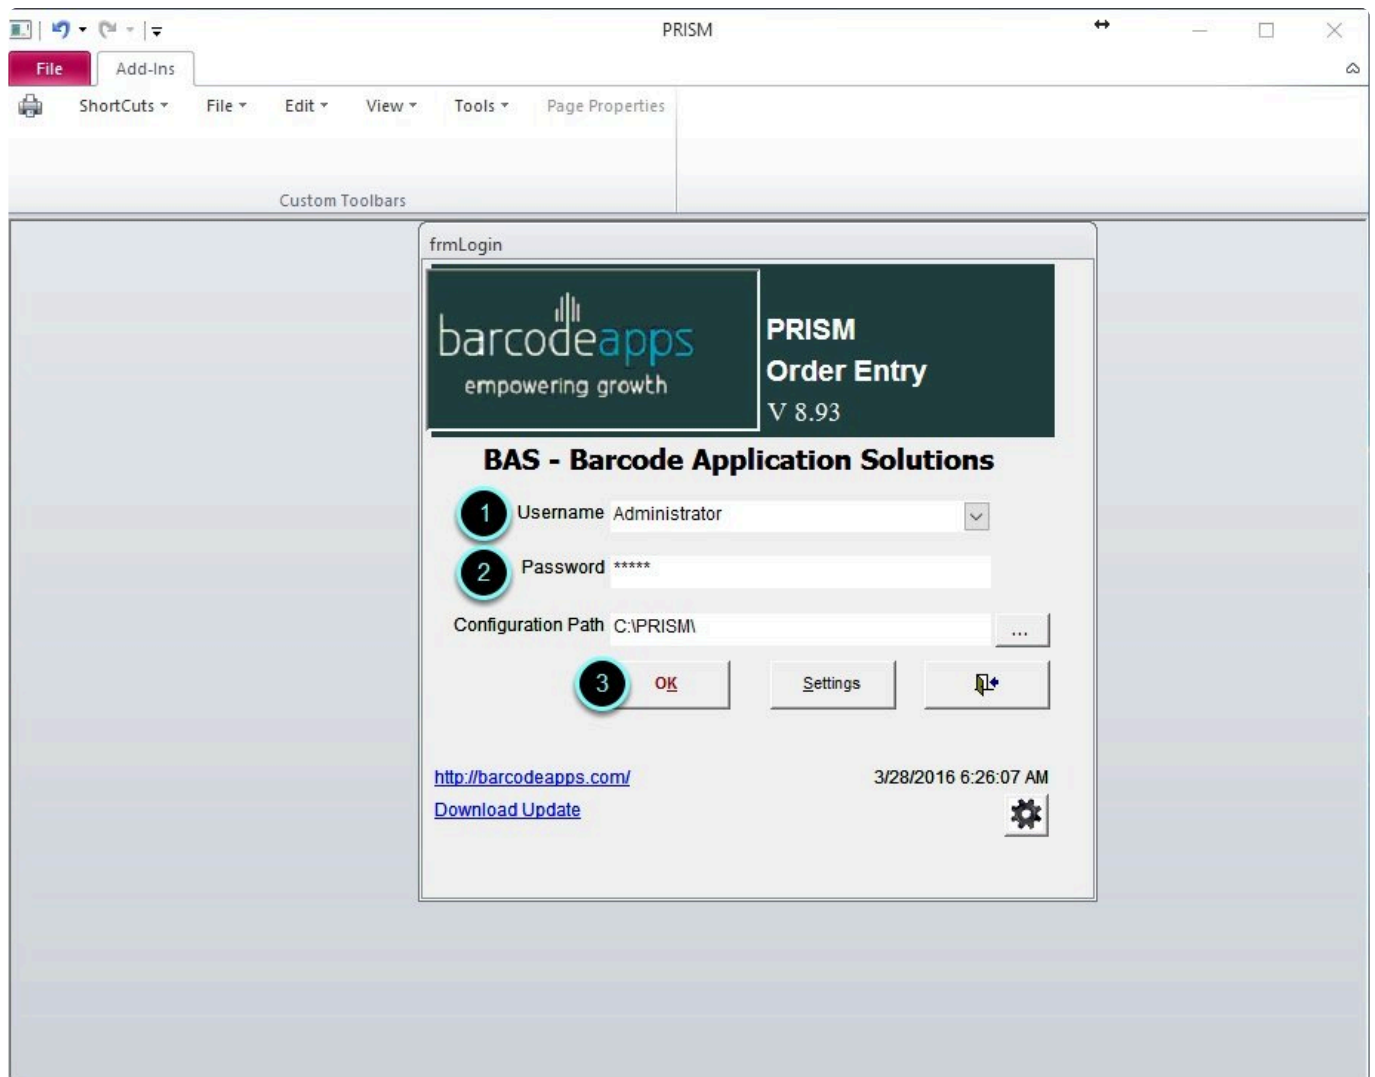 PRISM
File Add-Ins
ShortCuts File Edit View Tools Page Properties
Custom Toolbars
frmLogin
barcodeapps
empowering growth
PRISM
Order Entry
V 8.93
BAS - Barcode Application Solutions
1 Username Administrator
2 Password *****
Configuration Path C:\PRISM\ ...
3 OK Settings
http://barcodeapps.com/ 3/28/2016 6:26:07 AM
Download Update